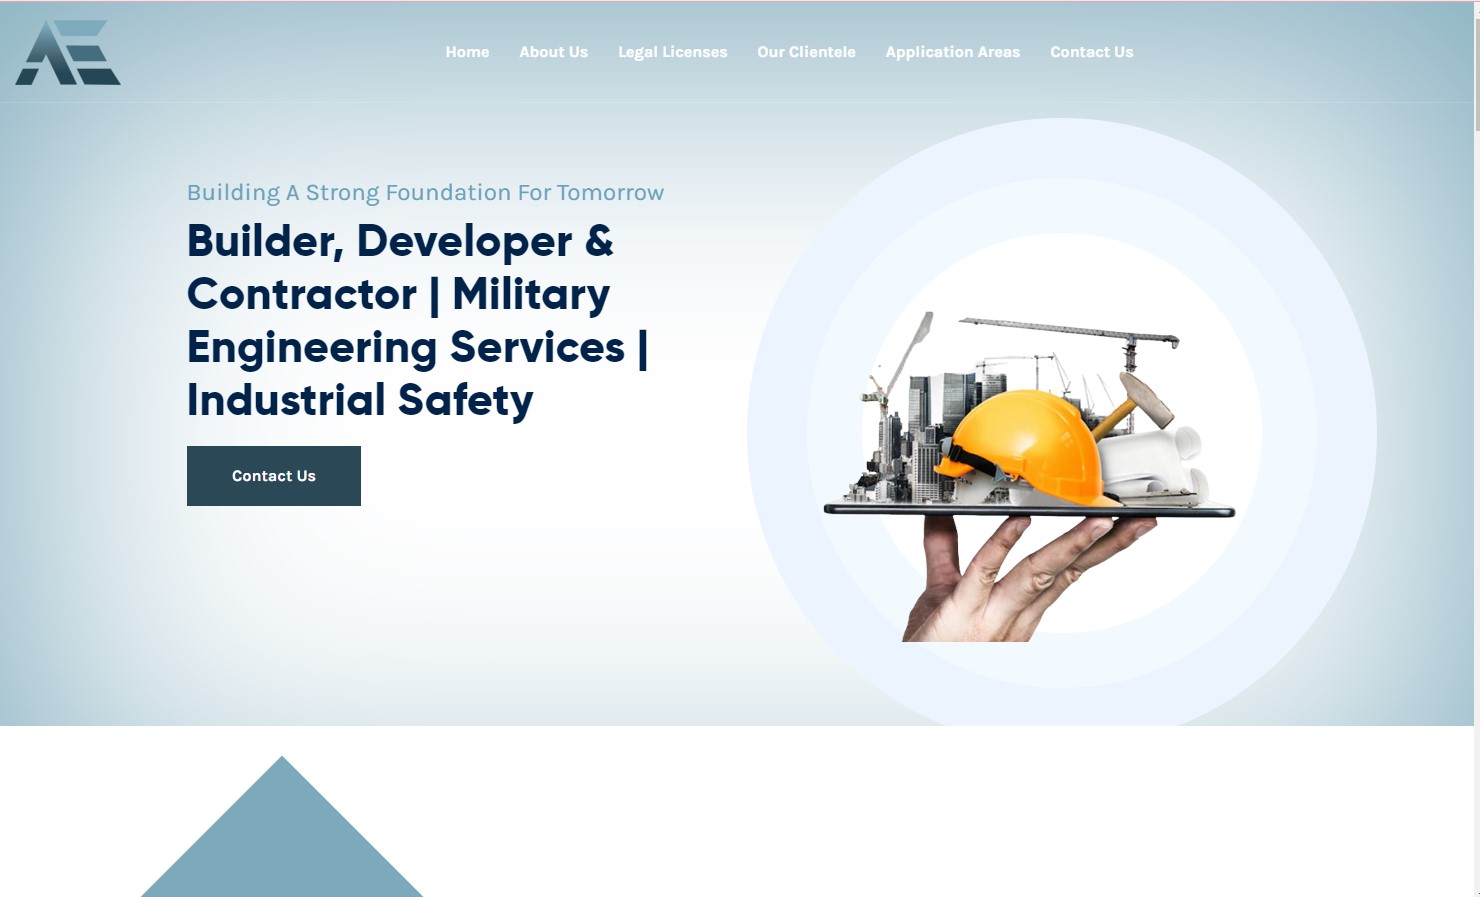 AE
Home About Us Legal Licenses Our Clientele Application Areas Contact Us
Building A Strong Foundation For Tomorrow
Builder, Developer &
Contractor | Military
Engineering Services |
Industrial Safety
Contact Us